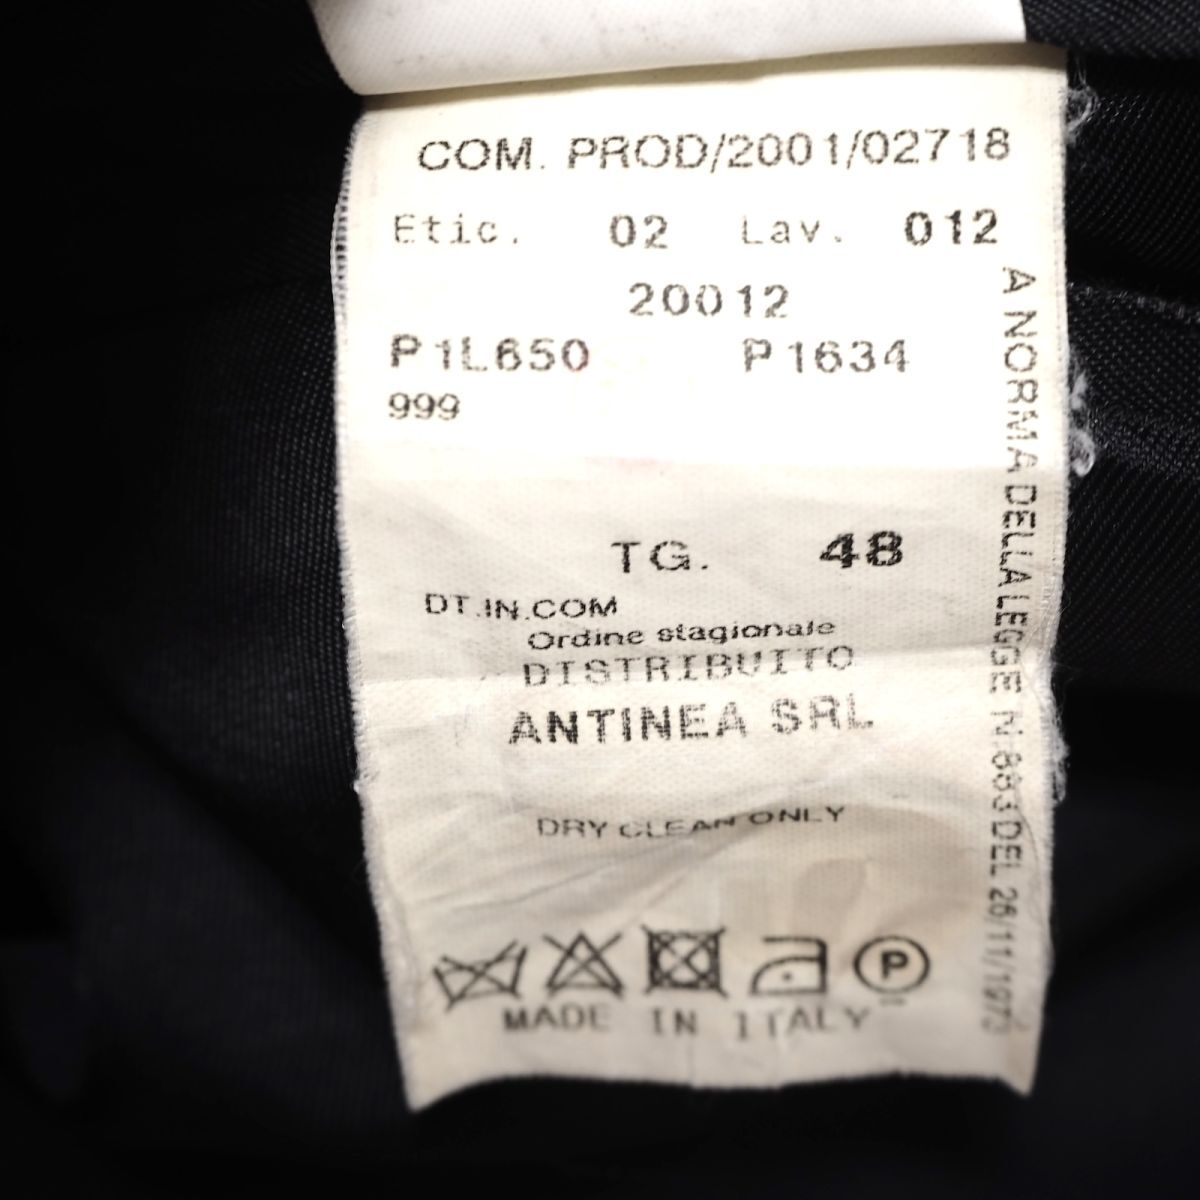 COM. PROD/2001/02718
Etic. 02 Lav. 012
20012
P1L650 P1634
999
TG. 48
DT.IN.COM
Ordine stagionale
DISTRIBUITO
ANTINEA SRL
DRY CLEAN ONLY
P
MADE IN ITALY
A NORMA DELLA LEGGE N 883 DEL 26/11/1973